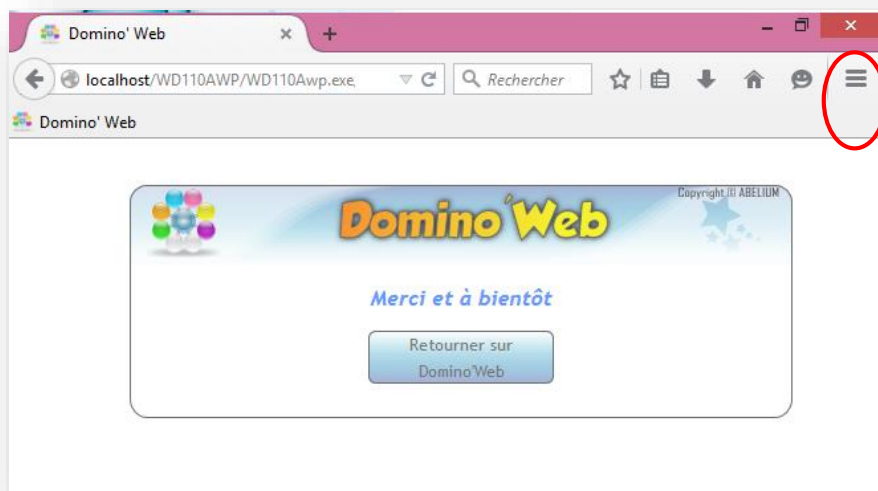 Domino' Web
localhost/WD110AWP/WD110Awp.exe,
Rechercher
Domino' Web
Copyright (c) ABELIUM
Domino'Web
Merci et à bientôt
Retourner sur
Domino'Web